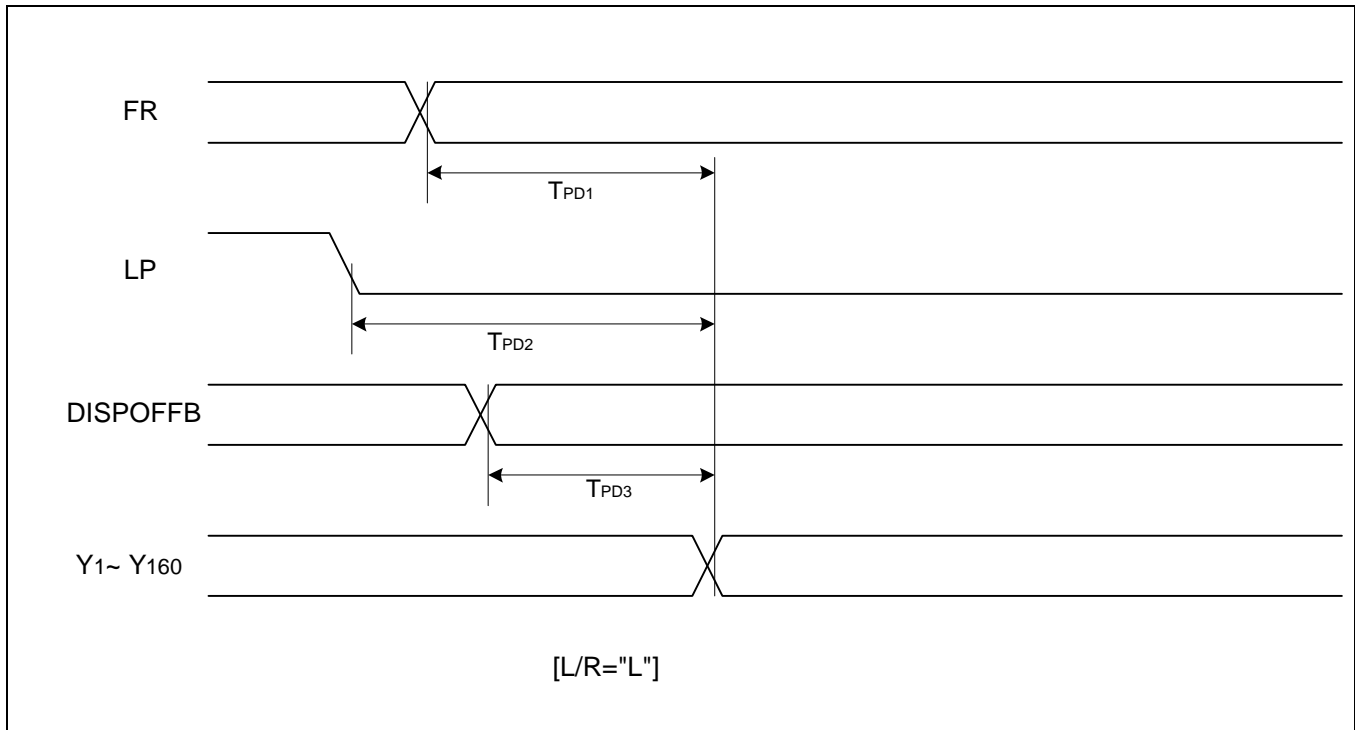 FR
TPD1
LP
TPD2
DISPOFFB
TPD3
Y1~ Y160
[L/R="L"]